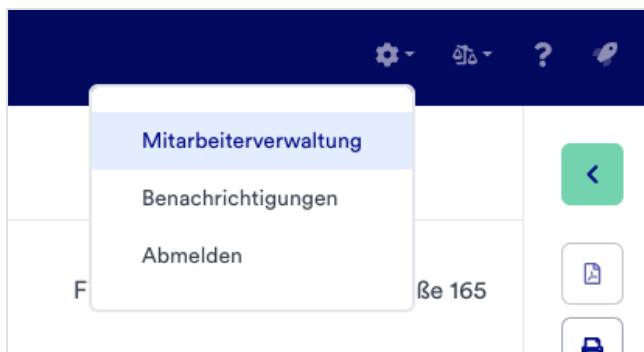 ?
Mitarbeiterverwaltung
Benachrichtigungen
Abmelden
F
ße 165